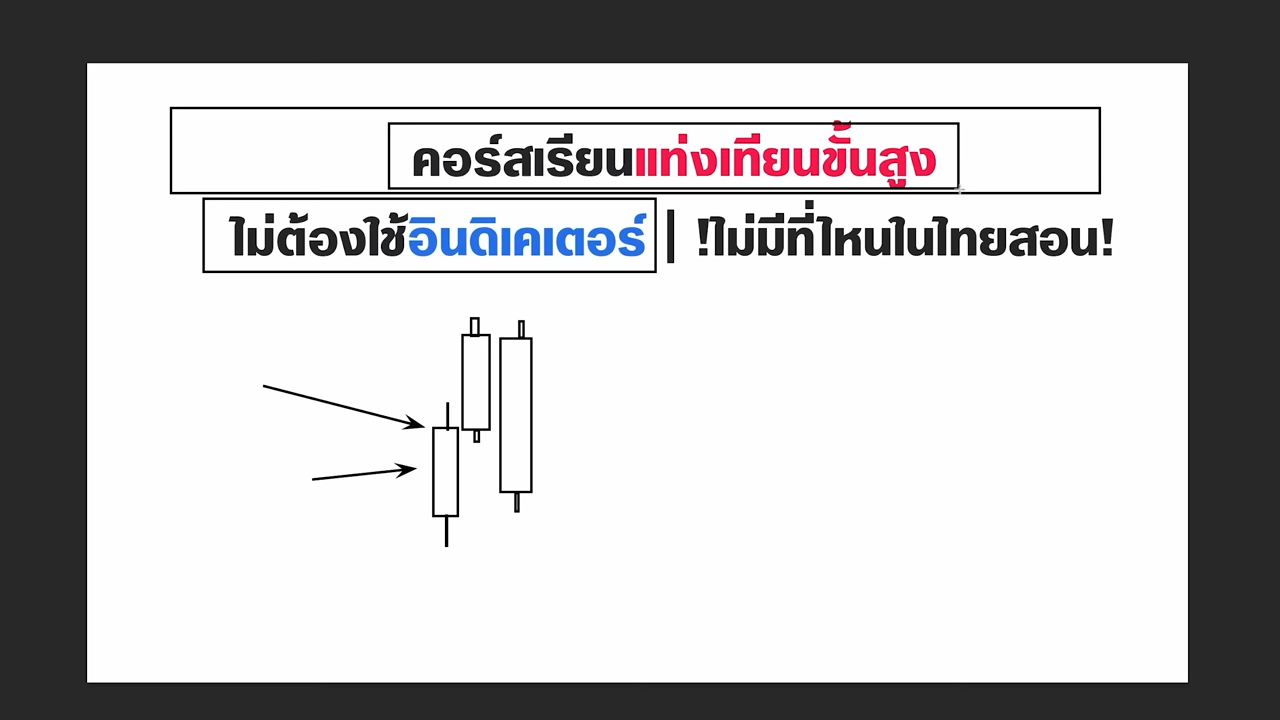 คอร์สเรียนแท่งเทียนขั้นสูง
ไม่ต้องใช้อินดิเคเตอร์ | !ไม่มีที่ไหนในไทยสอน!